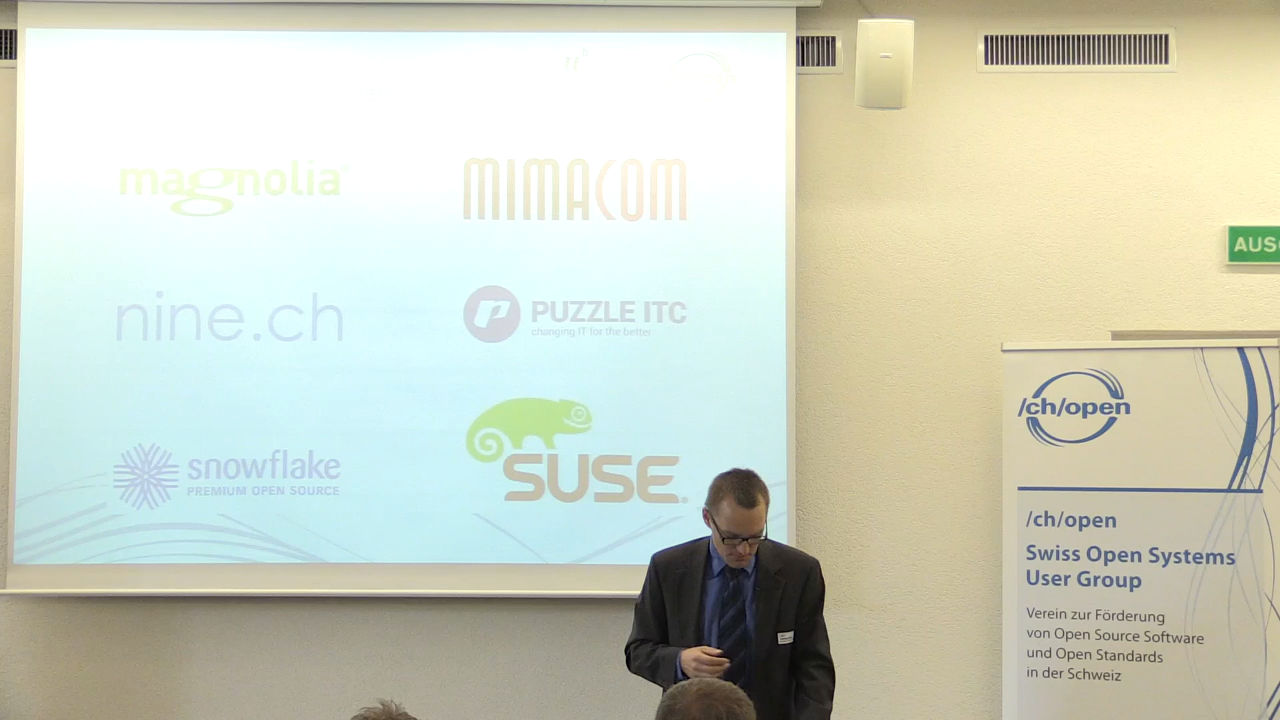 magnolia
MIMACOM
nine.ch
PUZZLE ITC
changing IT for the better
snowflake
PREMIUM OPEN SOURCE
SUSE
AUSG
/ch/open
/ch/open
Swiss Open Systems
User Group
Verein zur Förderung
von Open Source Software
und Open Standards
in der Schweiz